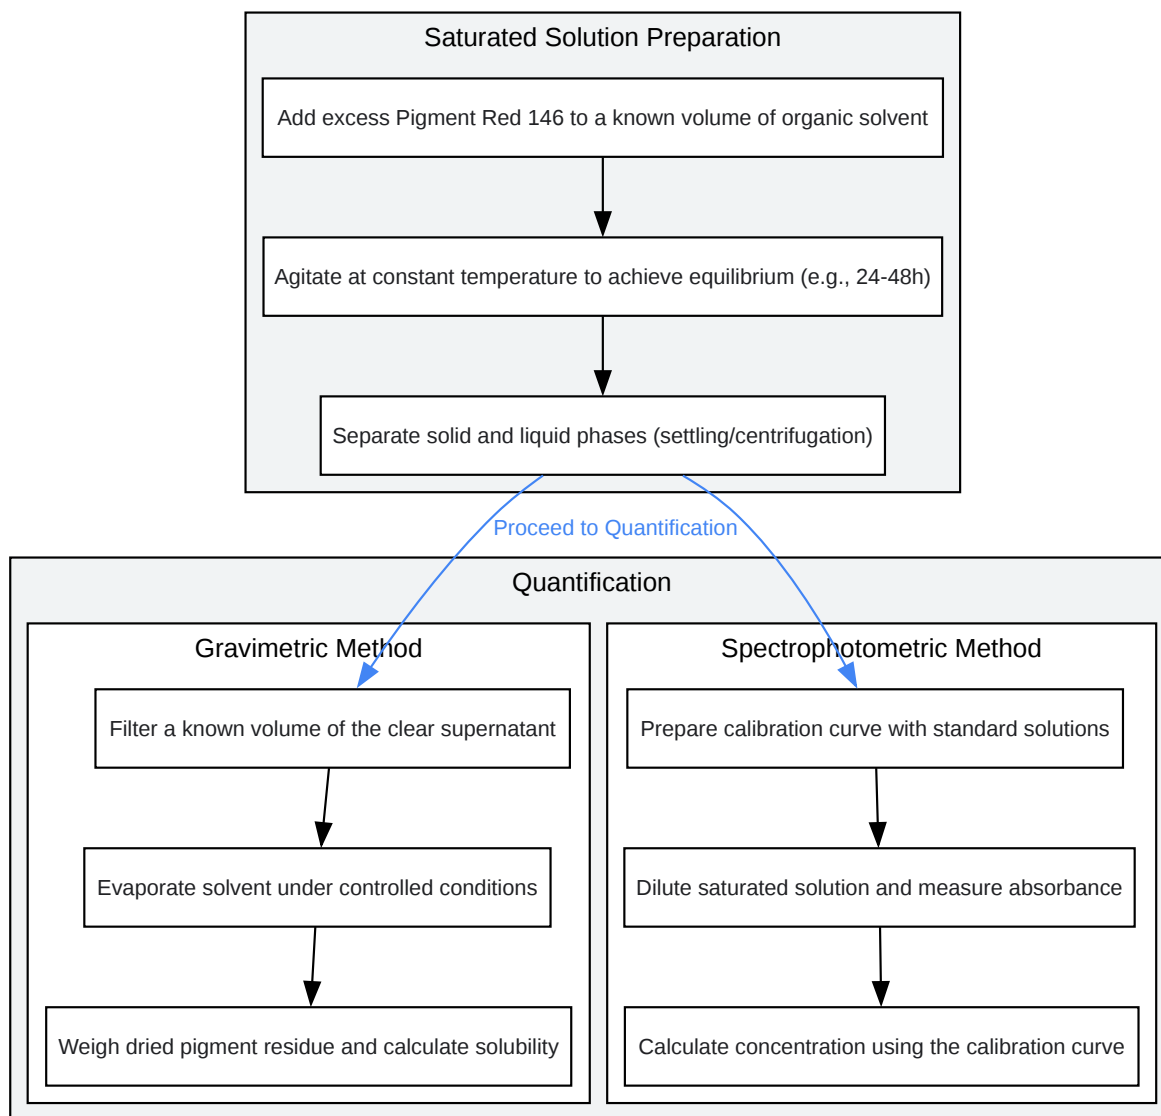 Saturated Solution Preparation
Add excess Pigment Red 146 to a known volume of organic solvent
Agitate at constant temperature to achieve equilibrium (e.g., 24-48h)
Separate solid and liquid phases (settling/centrifugation)
Proceed to Quantification
Quantification
Gravimetric Method
Filter a known volume of the clear supernatant
Evaporate solvent under controlled conditions
Weigh dried pigment residue and calculate solubility
Spectrophotometric Method
Prepare calibration curve with standard solutions
Dilute saturated solution and measure absorbance
Calculate concentration using the calibration curve